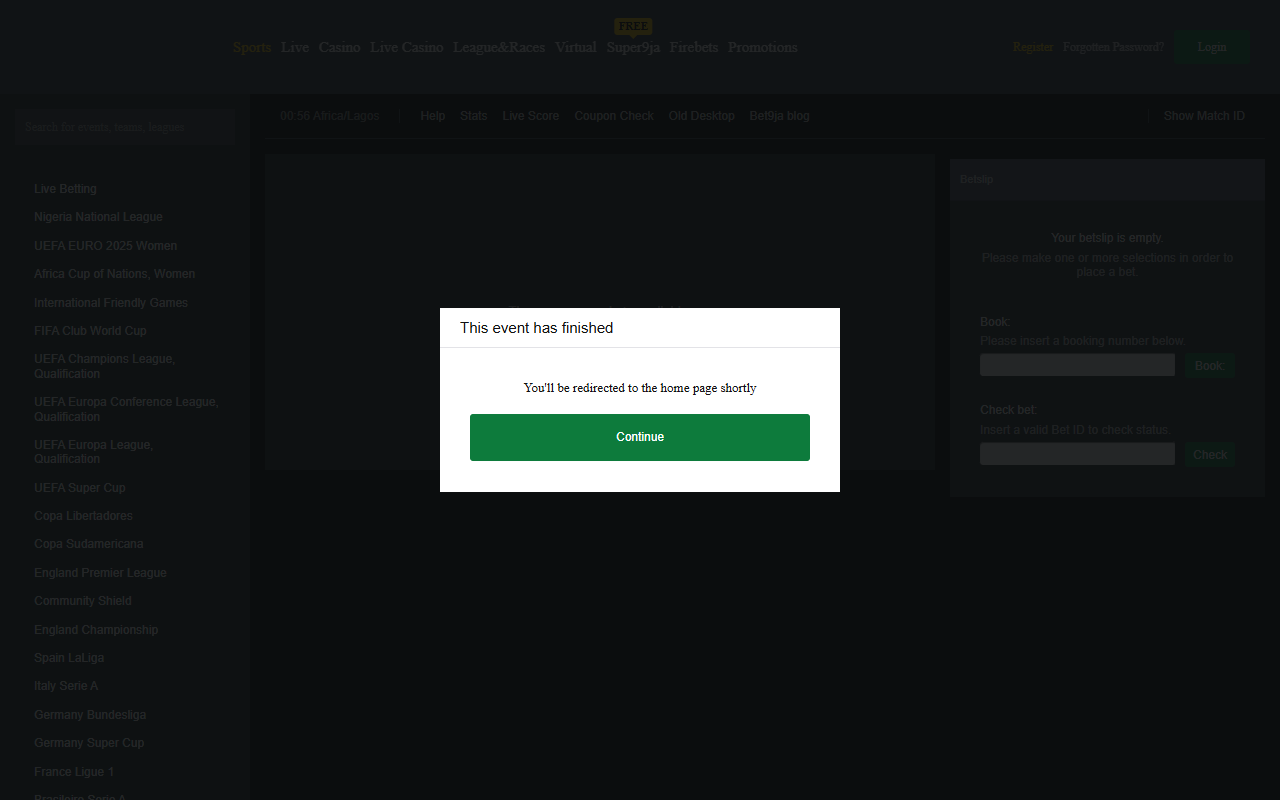 FREE
Sports Live Casino Live Casino League&Races Virtual Super9ja Firebets Promotions
Register Forgotten Password? Login
Search for events, teams, leagues
00:56 Africa/Lagos Help Stats Live Score Coupon Check Old Desktop Bet9ja blog Show Match ID
Live Betting
Nigeria National League
UEFA EURO 2025 Women
Africa Cup of Nations, Women
International Friendly Games
FIFA Club World Cup
UEFA Champions League,
Qualification
UEFA Europa Conference League,
Qualification
UEFA Europa League,
Qualification
UEFA Super Cup
Copa Libertadores
Copa Sudamericana
England Premier League
Community Shield
England Championship
Spain LaLiga
Italy Serie A
Germany Bundesliga
Germany Super Cup
France Ligue 1
Brasileiro Serie A
This event has finished
You'll be redirected to the home page shortly
Continue
Betslip
Your betslip is empty.
Please make one or more selections in order to
place a bet.
Book:
Please insert a booking number below.
Book
Check bet:
Insert a valid Bet ID to check status.
Check